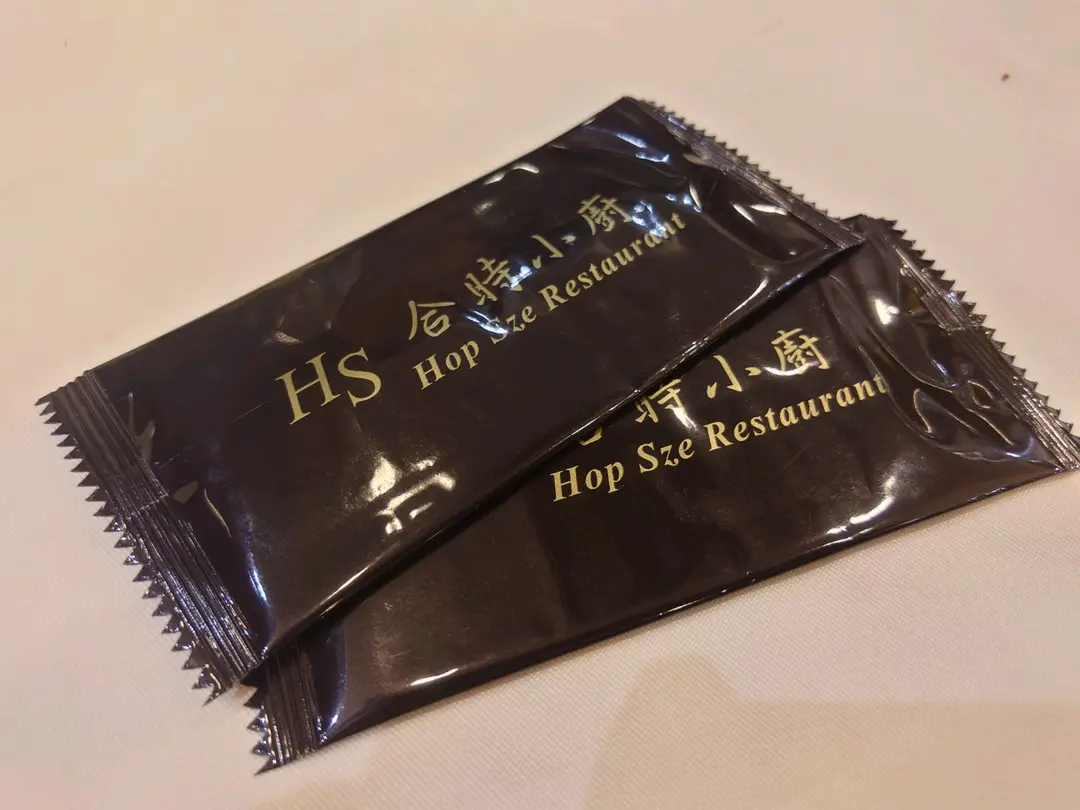 合時小廚
HS Hop Sze Restaurant
時小廚
Hop Sze Restaurant